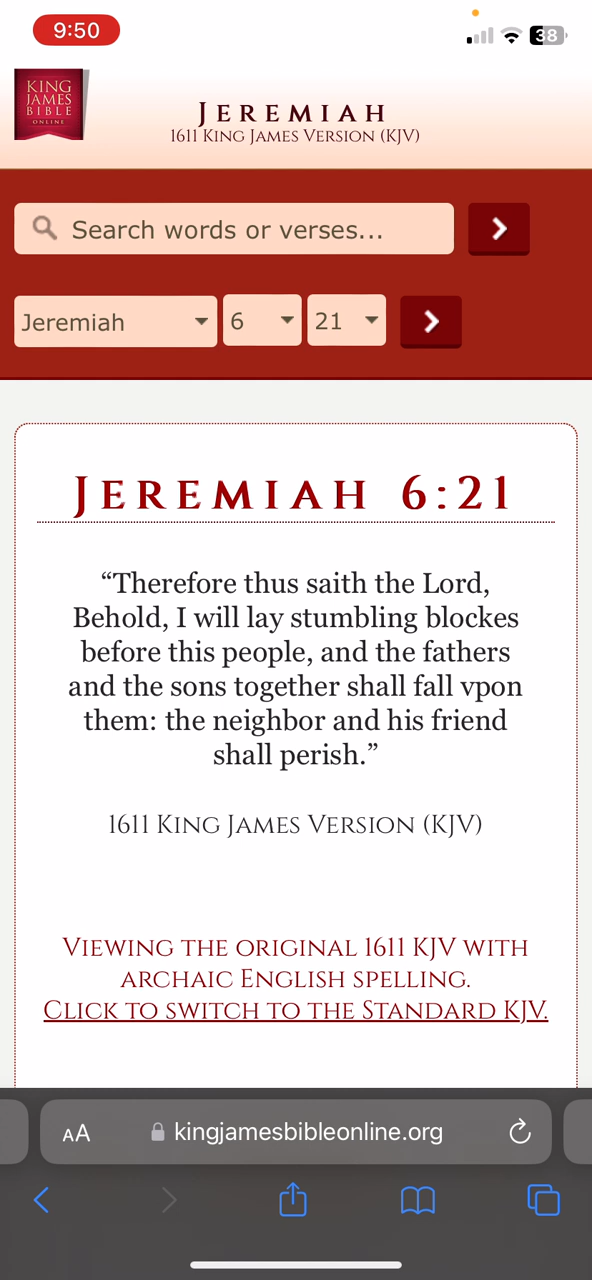 9:50
38
KING
JAMES
BIBLE
ONLINE
JEREMIAH
1611 KING JAMES VERSION (KJV)
Search words or verses...
Jeremiah 6 21
JEREMIAH 6:21
“Therefore thus saith the Lord,
Behold, I will lay stumbling blockes
before this people, and the fathers
and the sons together shall fall vpon
them: the neighbor and his friend
shall perish.”
1611 KING JAMES VERSION (KJV)
VIEWING THE ORIGINAL 1611 KJV WITH
ARCHAIC ENGLISH SPELLING.
CLICK TO SWITCH TO THE STANDARD KJV.
AA kingjamesbibleonline.org